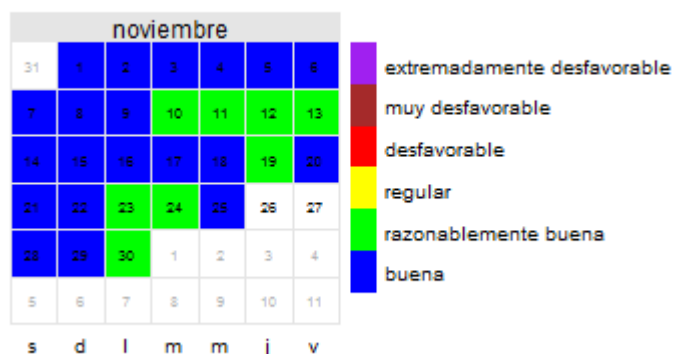 noviembre
31 1 2 3 4 5 6
7 8 9 10 11 12 13
14 15 16 17 18 19 20
21 22 23 24 25 26 27
28 29 30 1 2 3 4
5 6 7 8 9 10 11
s d l m m j v
extremadamente desfavorable
muy desfavorable
desfavorable
regular
razonablemente buena
buena